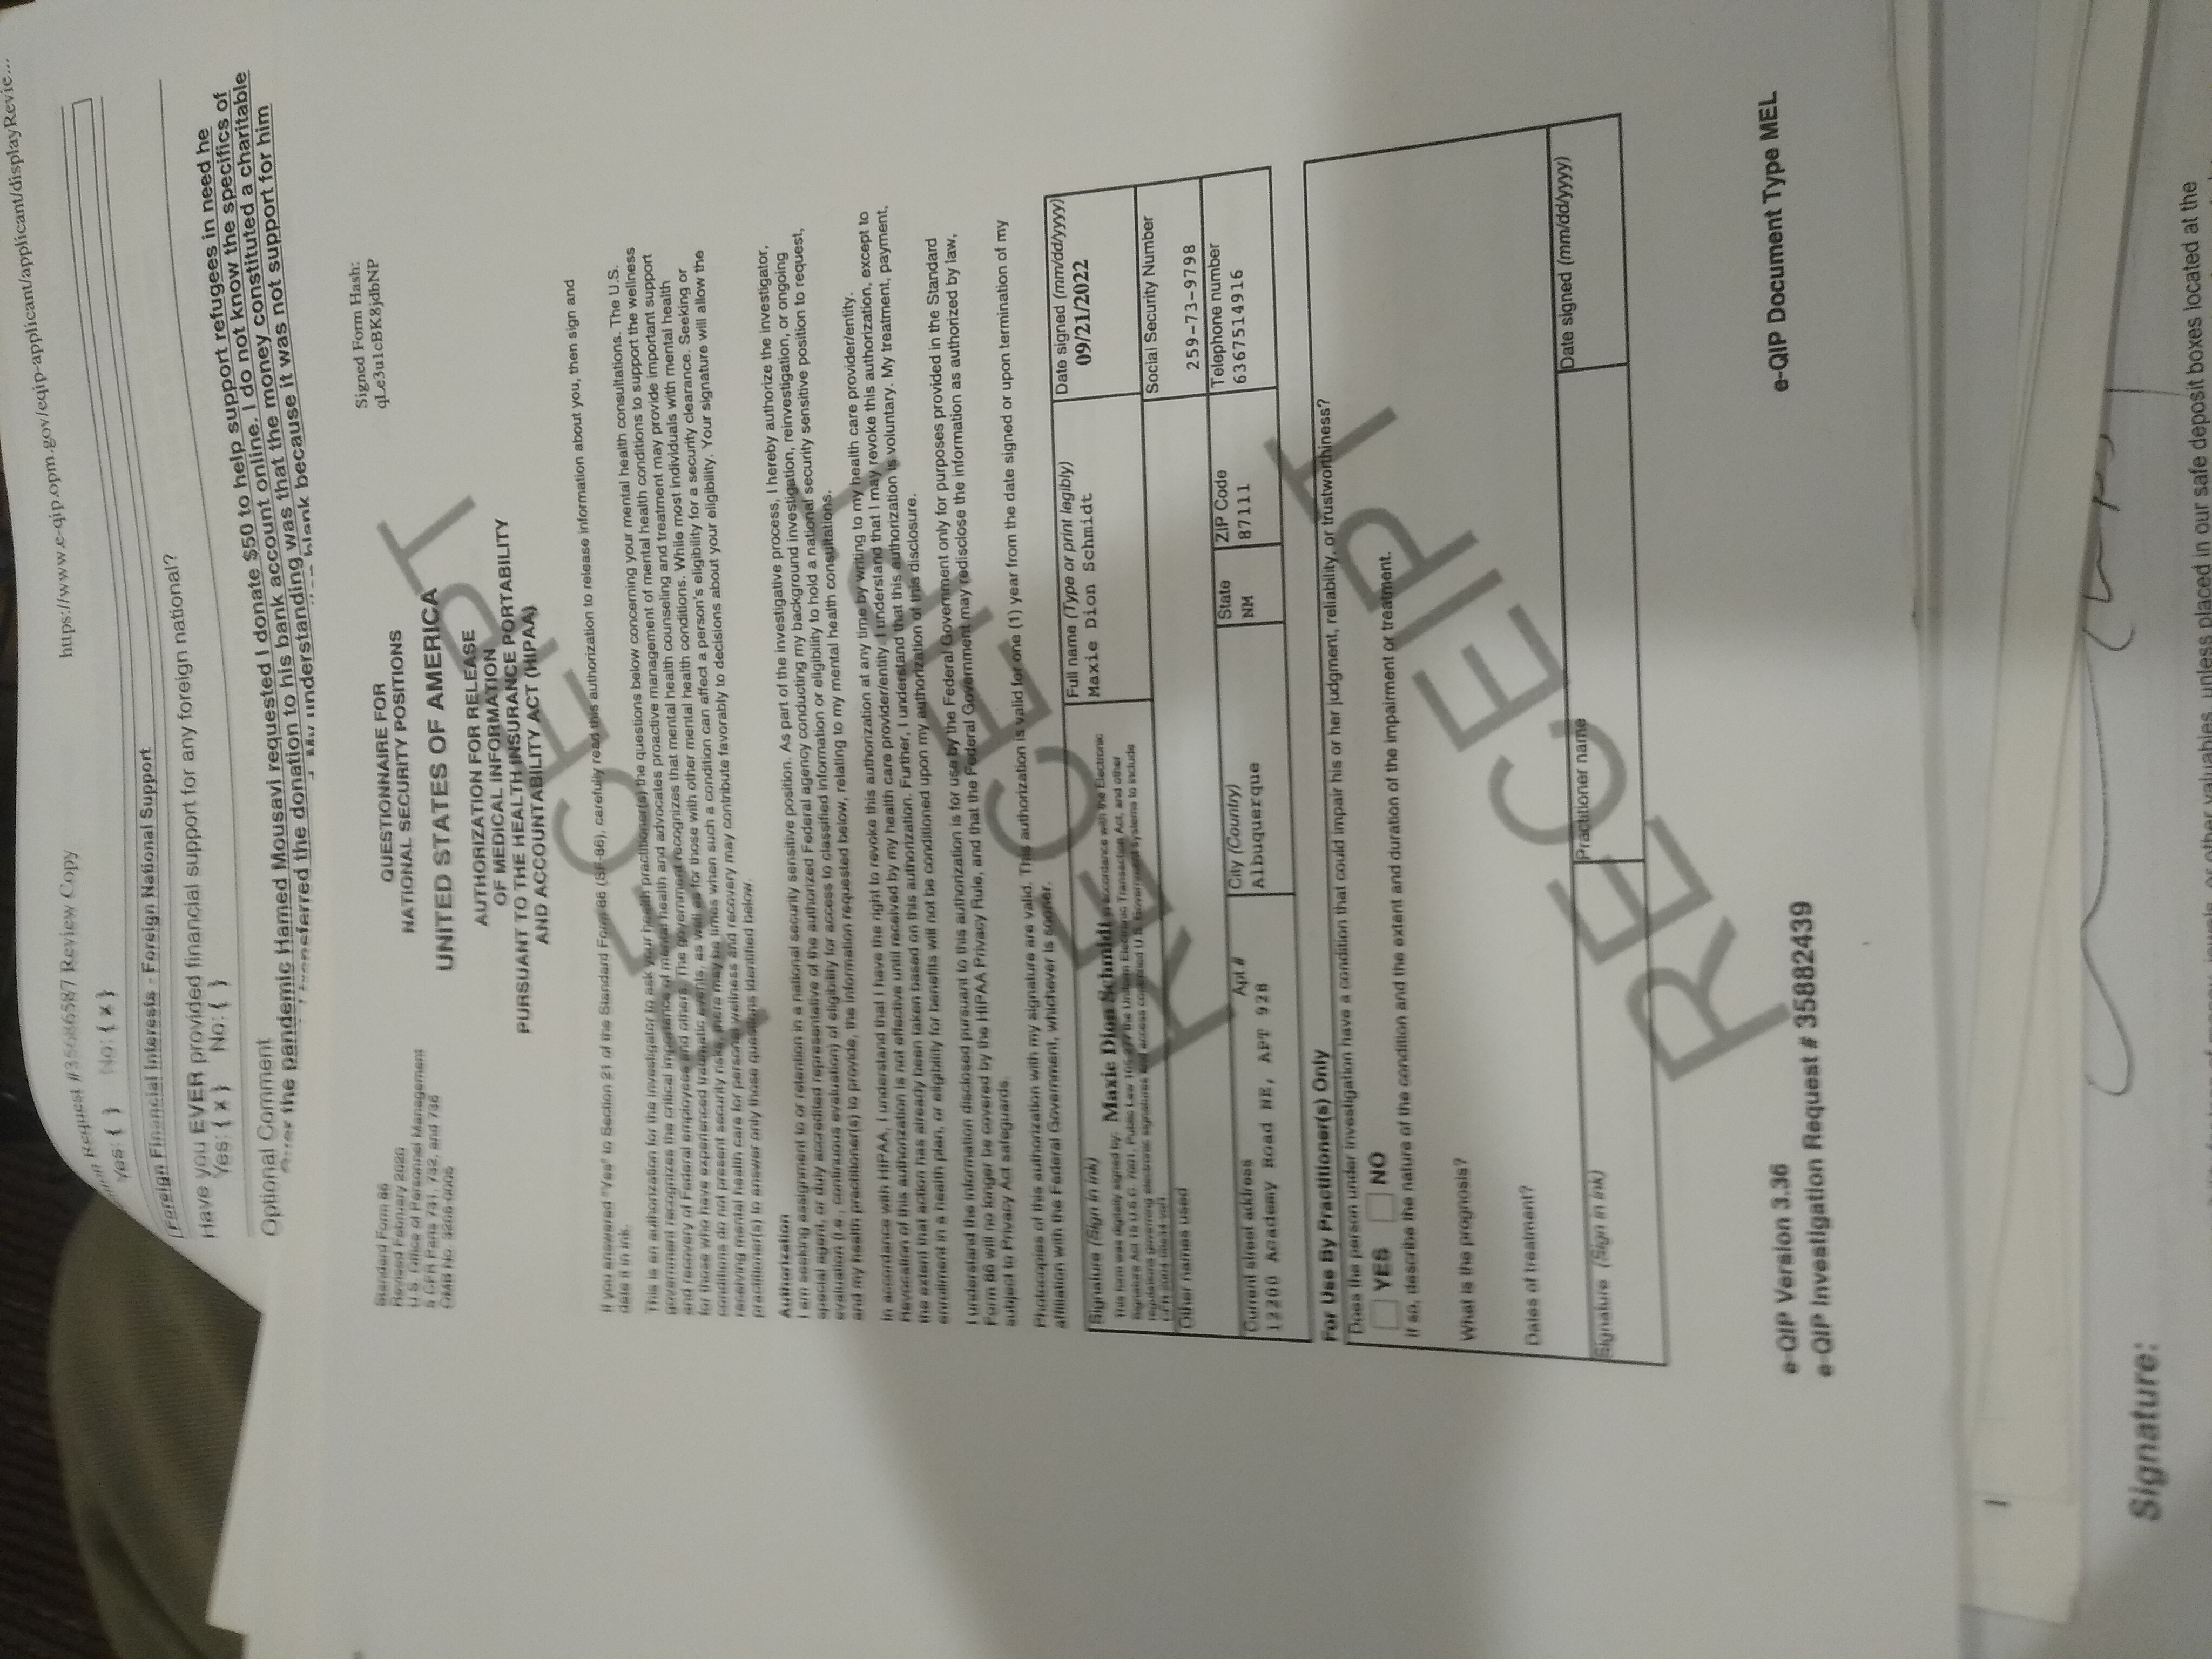 Request #356686587 Review Copy https://www.e-qip.opm.gov/eqip-applicant/applicant/displayRevie...
Yes: { } No: { x }
Foreign Financial Interests - Foreign National Support
Have you EVER provided financial support for any foreign national?
Yes: { x } No: { }
Optional Comment
the pandemic Hamed Mousavi requested I donate $50 to help support refugees in need he
transferred the donation to his bank account online. I do not know the specifics of
My understanding was that the money constituted a charitable
blank because it was not support for him
Standard Form 86
Revised February 2020
U.S. Office of Personnel Management
5 CFR Parts 731, 732, and 736
OMB No. 3206 0005
QUESTIONNAIRE FOR
NATIONAL SECURITY POSITIONS
Signed Form Hash:
qLe3u1cBK8jdbNP
UNITED STATES OF AMERICA
AUTHORIZATION FOR RELEASE
OF MEDICAL INFORMATION
PURSUANT TO THE HEALTH INSURANCE PORTABILITY
AND ACCOUNTABILITY ACT (HIPAA)
If you answered "Yes" to Section 21 of the Standard Form 86 (SF-86), carefully read this authorization to release information about you, then sign and
date it in ink.
This is an authorization for the investigator to ask your health practitioner(s) the questions below concerning your mental health consultations. The U.S.
government recognizes the critical importance of mental health and advocates proactive management of mental health conditions to support the wellness
and recovery of Federal employees and others. The government recognizes that mental health counseling and treatment may provide important support
for those who have experienced traumatic events, as well as for those with other mental health conditions. While most individuals with mental health
conditions do not present security risks, there may be times when such a condition can affect a person's eligibility for a security clearance. Seeking or
receiving mental health care for personal wellness and recovery may contribute favorably to decisions about your eligibility. Your signature will allow the
practitioner(s) to answer only those questions identified below.
Authorization
I am seeking assignment to or retention in a national security sensitive position. As part of the investigative process, I hereby authorize the investigator,
special agent, or duly accredited representative of the authorized Federal agency conducting my background investigation, reinvestigation, or ongoing
evaluation (i.e., continuous evaluation) of eligibility for access to classified information or eligibility to hold a national security sensitive position to request,
and my health practitioner(s) to provide, the information requested below, relating to my mental health consultations.
In accordance with HIPAA, I understand that I have the right to revoke this authorization at any time by writing to my health care provider/entity.
Revocation of this authorization is not effective until received by my health care provider/entity. I understand that I may revoke this authorization, except to
the extent that action has already been taken based on this authorization. Further, I understand that this authorization is voluntary. My treatment, payment,
enrollment in a health plan, or eligibility for benefits will not be conditioned upon my authorization of this disclosure.
I understand the information disclosed pursuant to this authorization is for use by the Federal Government only for purposes provided in the Standard
Form 86 will no longer be covered by the HIPAA Privacy Rule, and that the Federal Government may redisclose the information as authorized by law,
subject to Privacy Act safeguards.
Photocopies of this authorization with my signature are valid. This authorization is valid for one (1) year from the date signed or upon termination of my
affiliation with the Federal Government, whichever is sooner.
Signature (Sign in ink)
This form was digitally signed by: Maxie Dion Schmidt in accordance with the Electronic
Full name (Type or print legibly)
Maxie Dion Schmidt
Date signed (mm/dd/yyyy)
09/21/2022
Other names used
Social Security Number
259-73-9798
Current street address Apt.#
12200 Academy Road NE, APT 928
City (Country)
Albuquerque
State
NM
ZIP Code
87111
Telephone number
6367514916
For Use By Practitioner(s) Only
Does the person under investigation have a condition that could impair his or her judgment, reliability, or trustworthiness?
YES NO
If so, describe the nature of the condition and the extent and duration of the impairment or treatment.
What is the prognosis?
Dates of treatment?
Signature (Sign in ink)
Practitioner name
Date signed (mm/dd/yyyy)
RECEIPT
RECEIPT
e-QIP Version 3.36
e-QIP Investigation Request # 35882439
e-QIP Document Type MEL
Signature:
or other valuables, unless placed in our safe deposit boxes located at the